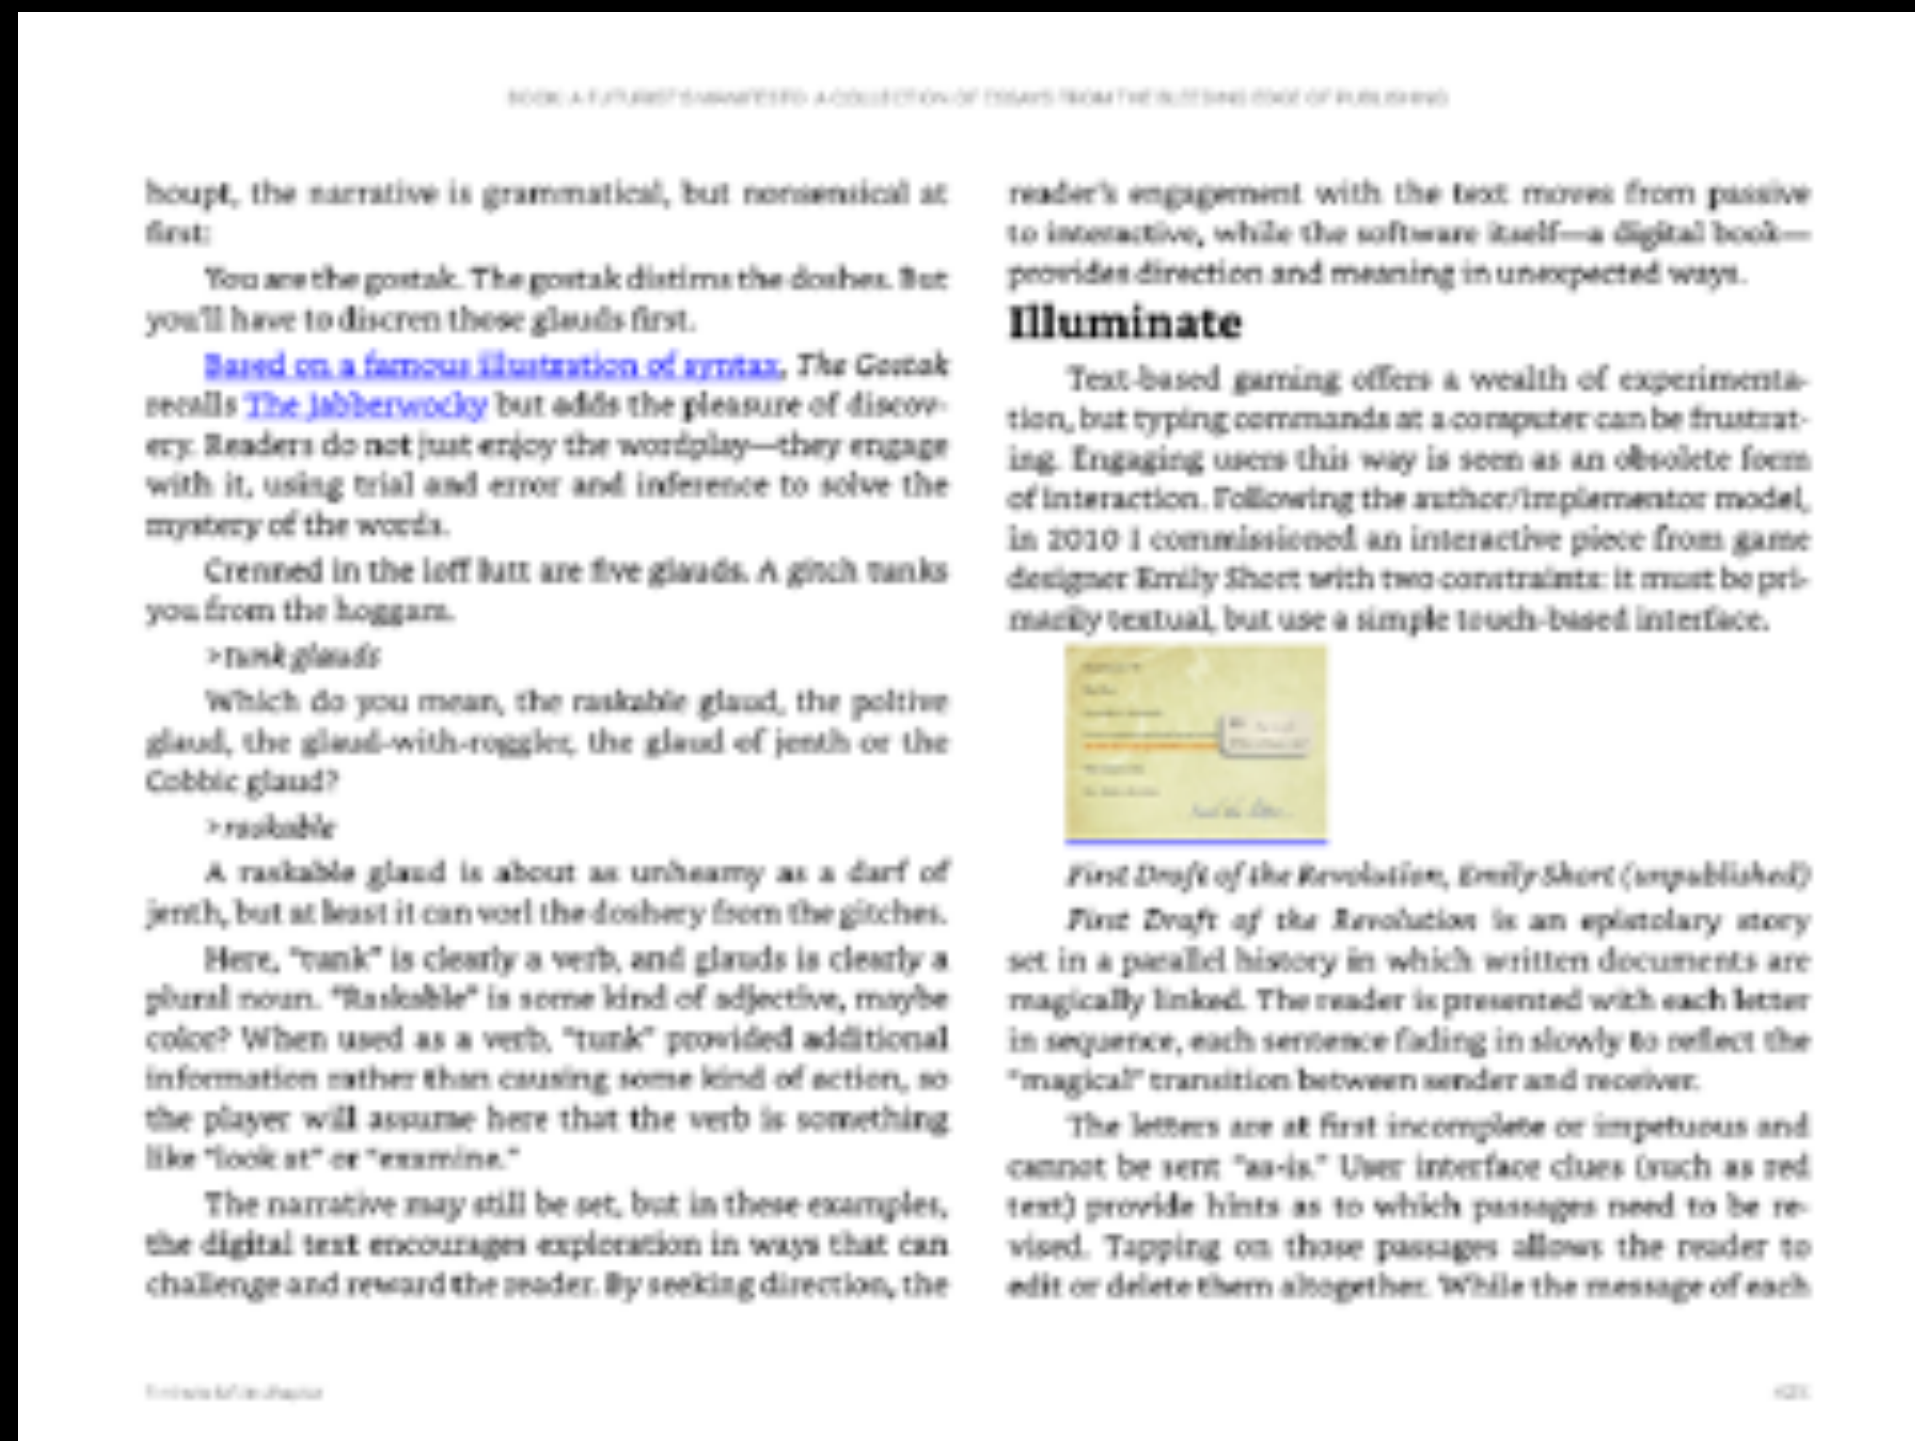 BOOK: A FUTURIST'S MANIFESTO: A COLLECTION OF ESSAYS FROM THE BLEEDING EDGE OF PUBLISHING
houpt, the narrative is grammatical, but nonsensical at
first:
You are the gostak. The gostak distims the doshes. But
you'll have to discren those glauds first.
Based on a famous illustration of syntax, The Gostak
recalls The Jabberwocky but adds the pleasure of discov-
ery. Readers do not just enjoy the wordplay—they engage
with it, using trial and error and inference to solve the
mystery of the words.
Crenned in the loff lutt are five glauds. A gitch tunks
you from the hoggam.
>tunk glauds
Which do you mean, the raskable glaud, the poltive
glaud, the glaud-with-roggler, the glaud of jenth or the
Cobbic glaud?
>raskable
A raskable glaud is about as unheamy as a darf of
jenth, but at least it can vorl the doshery from the gitches.
Here, "tunk" is clearly a verb, and glauds is clearly a
plural noun. "Raskable" is some kind of adjective, maybe
color? When used as a verb, "tunk" provided additional
information rather than causing some kind of action, so
the player will assume here that the verb is something
like "look at" or "examine."
The narrative may still be set, but in these examples,
the digital text encourages exploration in ways that can
challenge and reward the reader. By seeking direction, the
reader's engagement with the text moves from passive
to interactive, while the software itself—a digital book—
provides direction and meaning in unexpected ways.
Illuminate
Text-based gaming offers a wealth of experimenta-
tion, but typing commands at a computer can be frustrat-
ing. Engaging users this way is seen as an obsolete form
of interaction. Following the author/implementor model,
in 2010 I commissioned an interactive piece from game
designer Emily Short with two constraints: it must be pri-
marily textual, but use a simple touch-based interface.
First Draft of the Revolution, Emily Short (unpublished)
First Draft of the Revolution is an epistolary story
set in a parallel history in which written documents are
magically linked. The reader is presented with each letter
in sequence, each sentence fading in slowly to reflect the
"magical" transition between sender and receiver.
The letters are at first incomplete or impetuous and
cannot be sent "as-is." User interface clues (such as red
text) provide hints as to which passages need to be re-
vised. Tapping on those passages allows the reader to
edit or delete them altogether. While the message of each